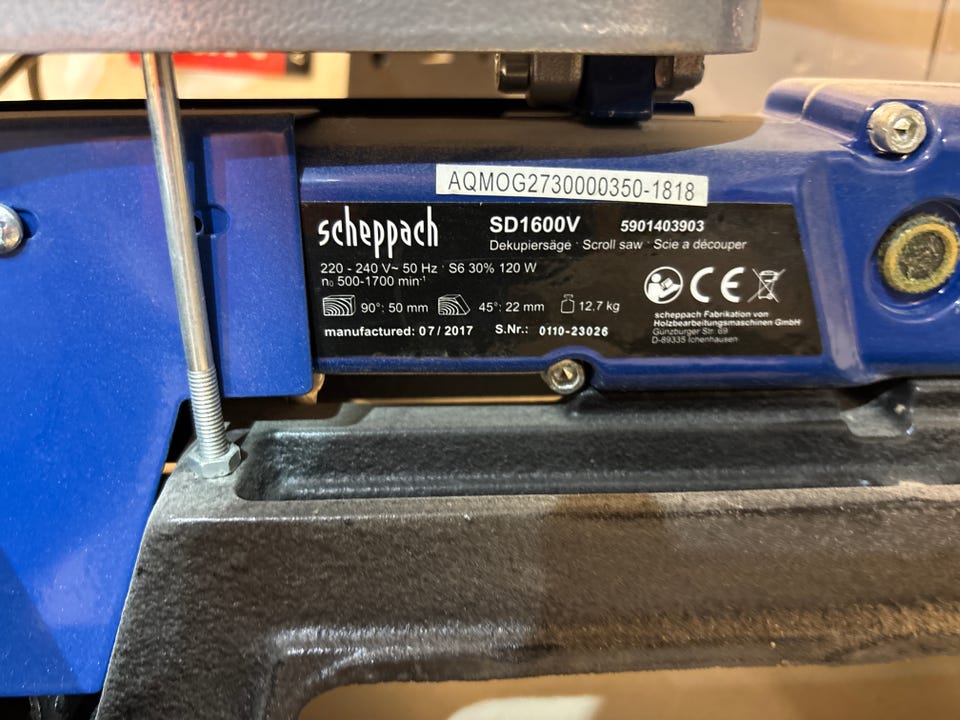 AQMOG2730000350-1818
scheppach SD1600V 5901403903
Dekupiersäge · Scroll saw · Scie a découper
220 - 240 V~ 50 Hz · S6 30% 120 W
n₀ 500-1700 min⁻¹
90°: 50 mm 45°: 22 mm 12,7 kg
manufactured: 07 / 2017 S.Nr.: 0110-23026
CE
scheppach Fabrikation von
Holzbearbeitungsmaschinen GmbH
Günzburger Str. 69
D-89335 Ichenhausen